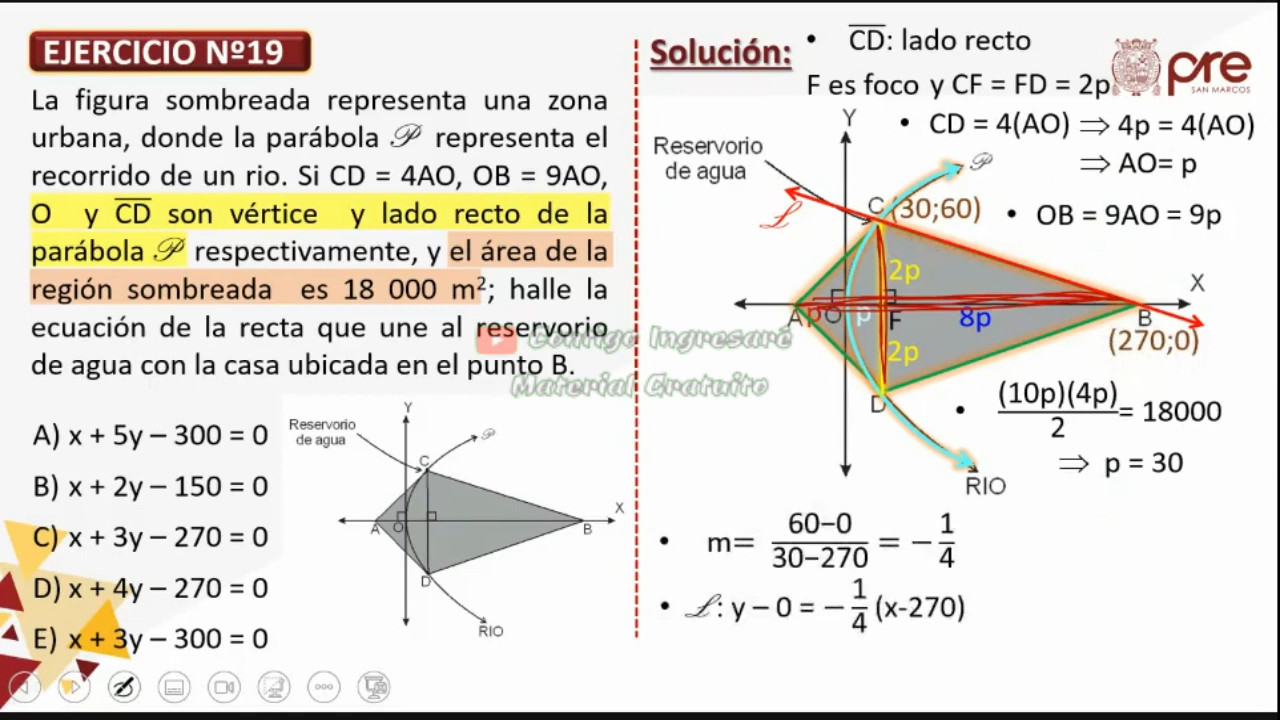 EJERCICIO Nº19
La figura sombreada representa una zona
urbana, donde la parábola 𝒫 representa el
recorrido de un rio. Si CD = 4AO, OB = 9AO,
O y C̅D̅ son vértice y lado recto de la
parábola 𝒫 respectivamente, y el área de la
región sombreada es 18 000 m²; halle la
ecuación de la recta que une al reservorio
de agua con la casa ubicada en el punto B.
A) x + 5y – 300 = 0
B) x + 2y – 150 = 0
C) x + 3y – 270 = 0
D) x + 4y – 270 = 0
E) x + 3y – 300 = 0
Reservorio
de agua
Y
𝒫
C
X
A
O
B
D
RIO
Solución:
• C̅D̅: lado recto
F es foco y CF = FD = 2p
pre
SAN MARCOS
• CD = 4(AO) ⇒ 4p = 4(AO)
⇒ AO= p
• OB = 9AO = 9p
Reservorio
de agua
Y
𝒫
ℒ
C (30;60)
2p
X
A p O p F 8p B
(270;0)
2p
D
RIO
• (10p)(4p)/2 = 18000
⇒ p = 30
• m= 60−0/30−270 = − 1/4
• ℒ: y – 0 = − 1/4 (x-270)
Conmigo Ingresaré
Material Gratuito